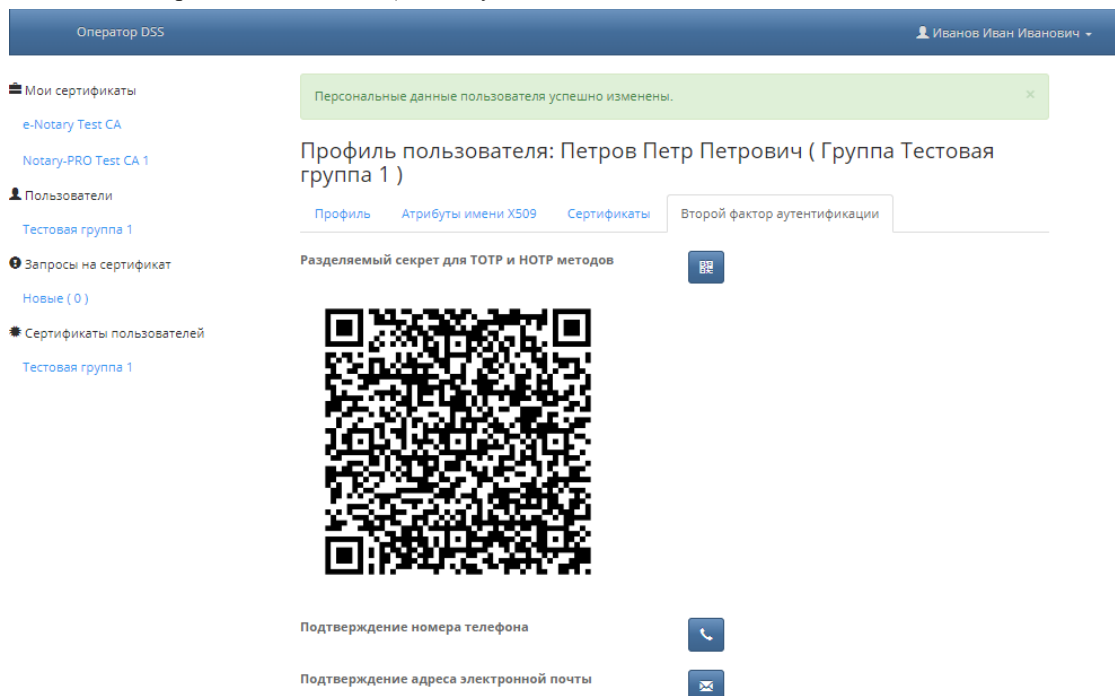 Оператор DSS
Иванов Иван Иванович
Мои сертификаты
e-Notary Test CA
Notary-PRO Test CA 1
Пользователи
Тестовая группа 1
Запросы на сертификат
Новые ( 0 )
Сертификаты пользователей
Тестовая группа 1
Персональные данные пользователя успешно изменены.
Профиль пользователя: Петров Петр Петрович ( Группа Тестовая
группа 1 )
Профиль Атрибуты имени X509 Сертификаты Второй фактор аутентификации
Разделяемый секрет для TOTP и HOTP методов
Подтверждение номера телефона
Подтверждение адреса электронной почты